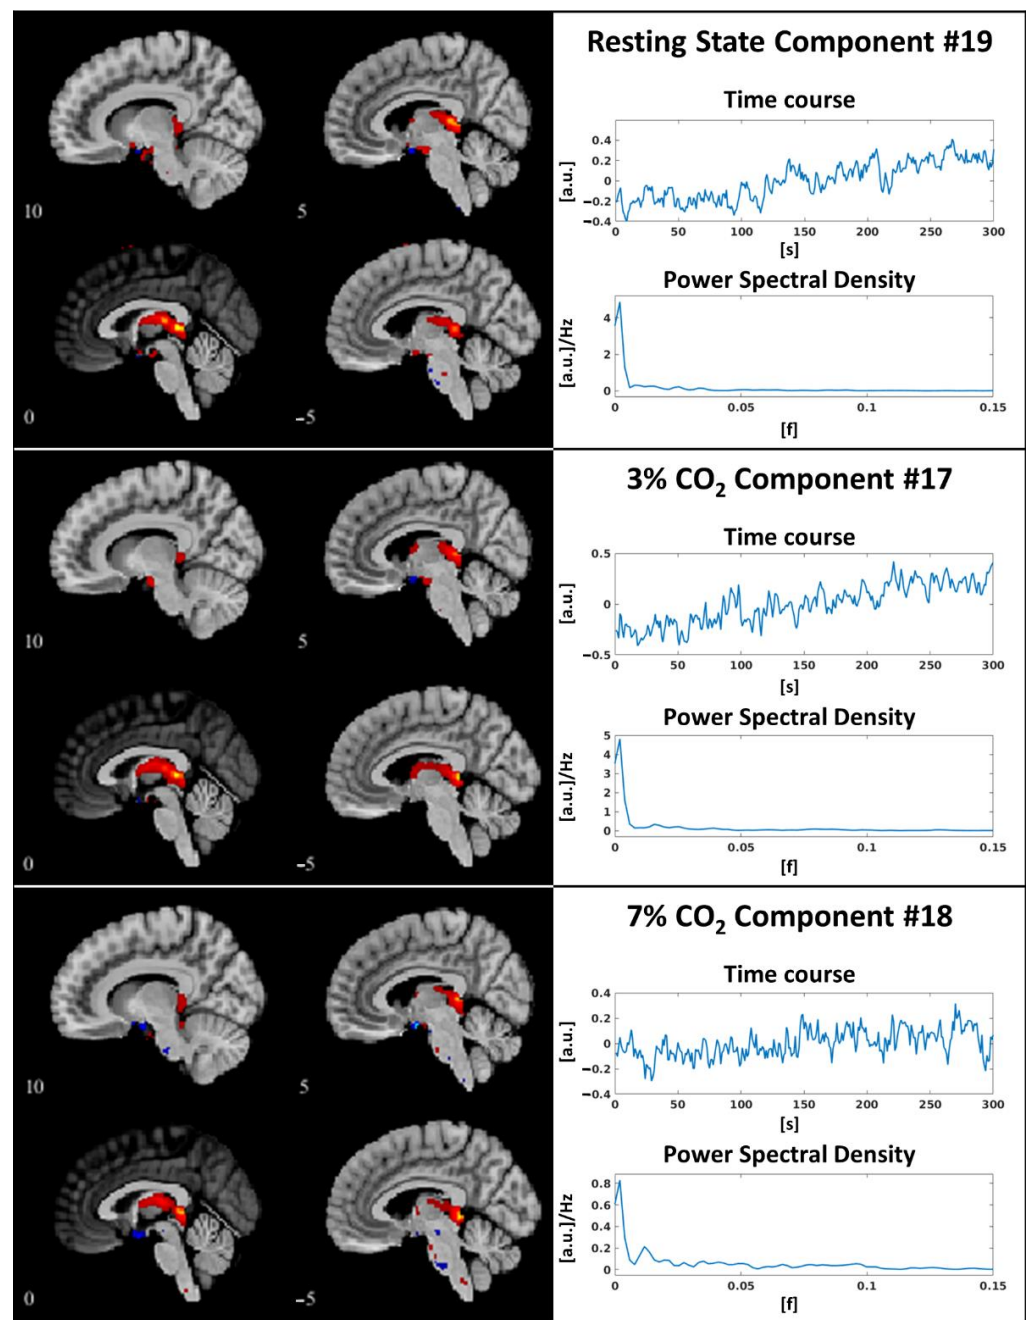 Resting State Component #19
10
5
0
−5
Time course
[a.u.]
0.4
0.2
0
−0.2
−0.4
0 50 100 150 200 250 300
[s]
Power Spectral Density
[a.u.]/Hz
4
2
0
0 0.05 0.1 0.15
[f]
3% CO₂ Component #17
10
5
0
−5
Time course
[a.u.]
0.5
0
−0.5
0 50 100 150 200 250 300
[s]
Power Spectral Density
[a.u.]/Hz
5
4
3
2
1
0
0 0.05 0.1 0.15
[f]
7% CO₂ Component #18
10
5
0
−5
Time course
[a.u.]
0.4
0.2
0
−0.2
−0.4
0 50 100 150 200 250 300
[s]
Power Spectral Density
[a.u.]/Hz
0.8
0.6
0.4
0.2
0
0 0.05 0.1 0.15
[f]